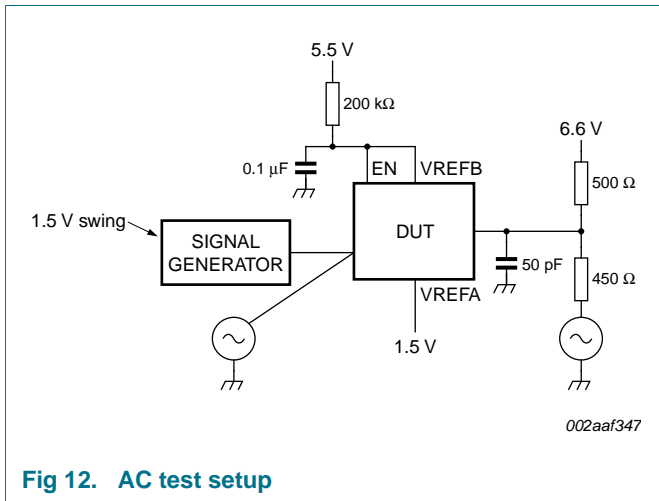 5.5 V
200 kΩ
6.6 V
0.1 μF
EN
VREFB
500 Ω
1.5 V swing
SIGNAL
GENERATOR
DUT
50 pF
450 Ω
VREFA
1.5 V
002aaf347
Fig 12. AC test setup